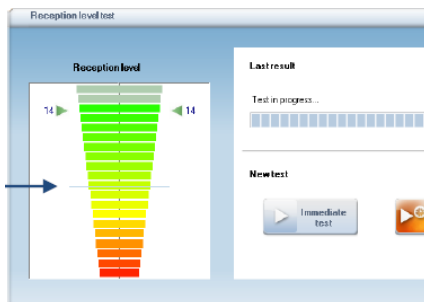 Reception level test
Reception level
14
14
Last result
Test in progress...
New test
Immediate
test